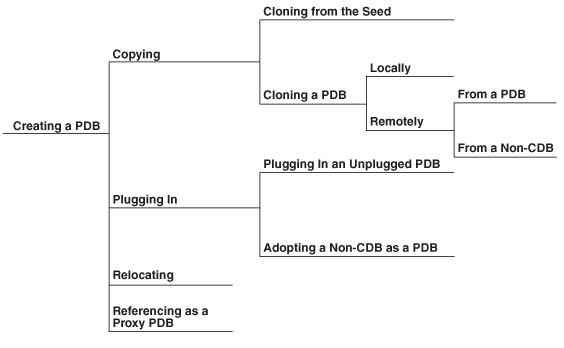 Creating a PDB
Copying
Cloning from the Seed
Cloning a PDB
Locally
Remotely
From a PDB
From a Non-CDB
Plugging In
Plugging In an Unplugged PDB
Adopting a Non-CDB as a PDB
Relocating
Referencing as a
Proxy PDB